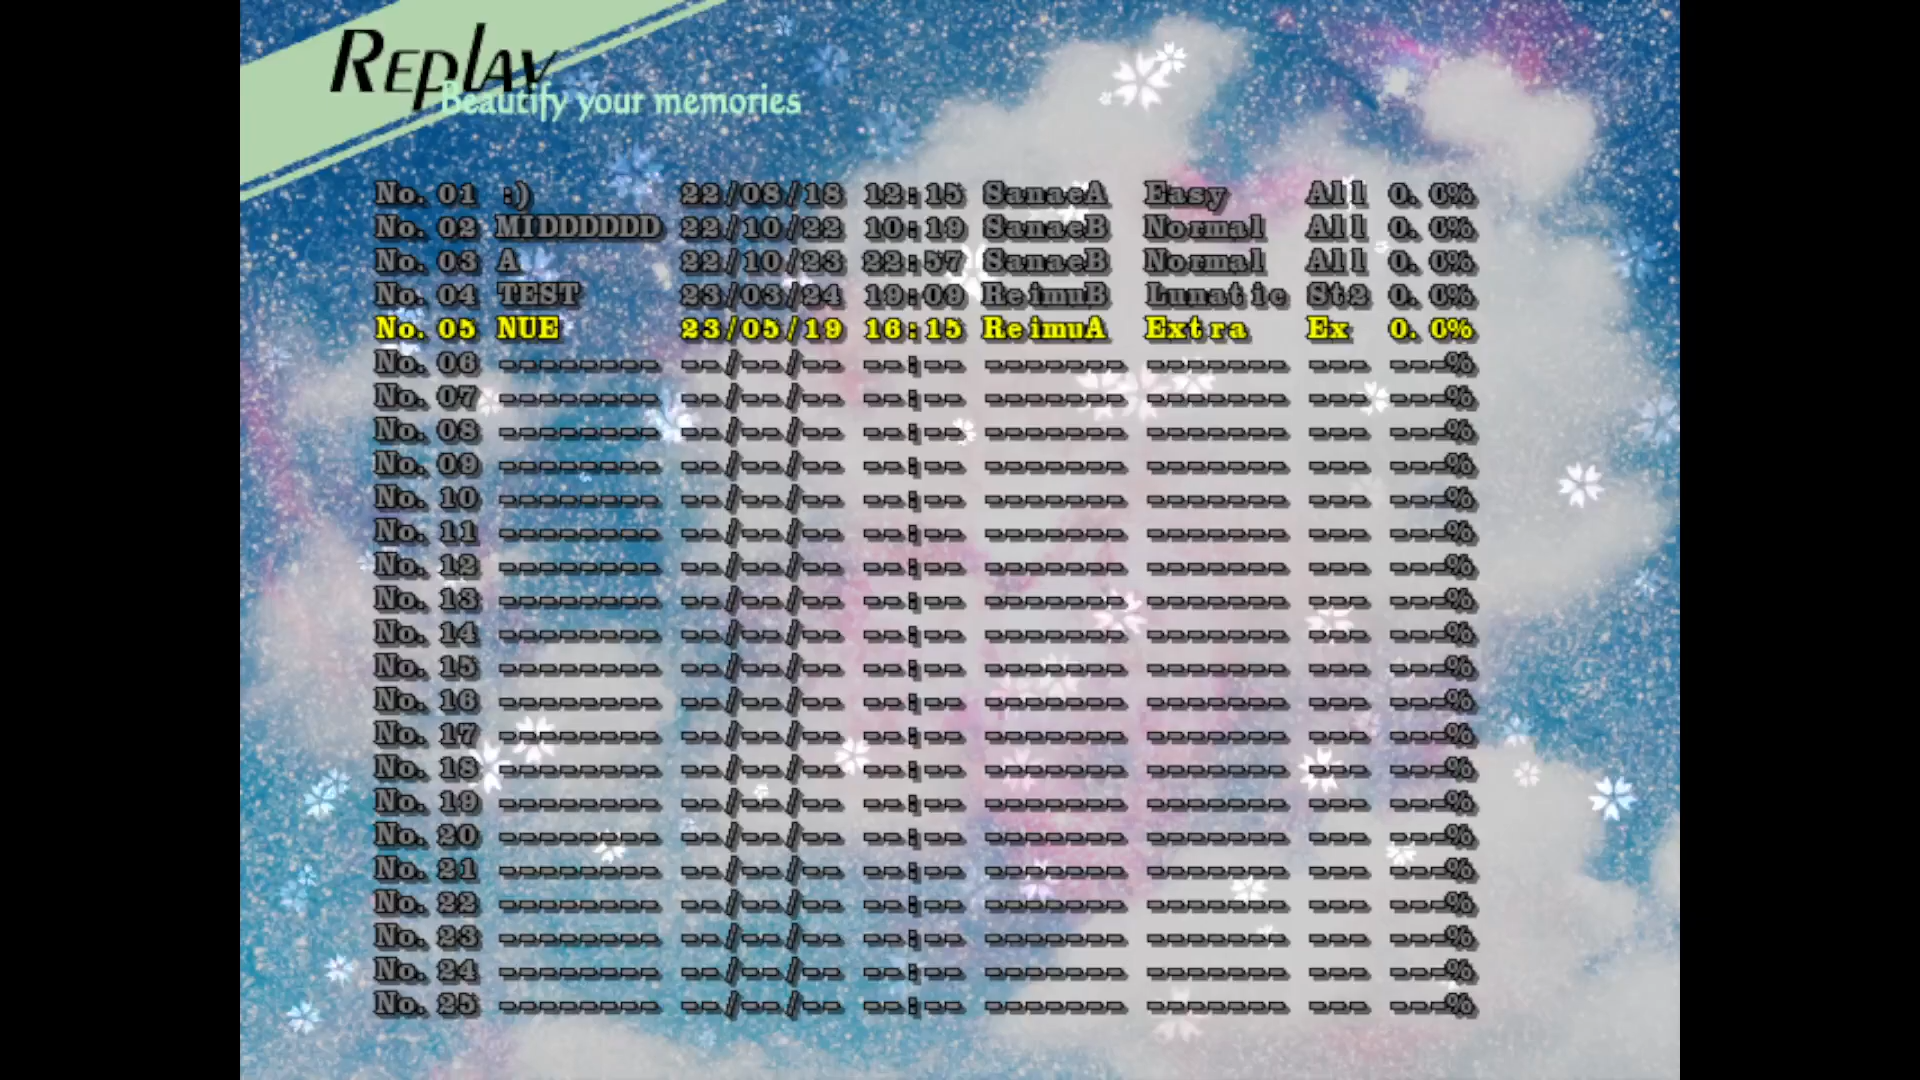 Replay
Beautify your memories
No. 01 :) 22/08/18 12:15 SanaeA Easy All 0.0%
No. 02 MIDDDDDD 22/10/22 10:19 SanaeB Normal All 0.0%
No. 03 A 22/10/23 22:57 SanaeB Normal All 0.0%
No. 04 TEST 23/03/24 19:09 ReimuB Lunatic St2 0.0%
No. 05 NUE 23/05/19 16:15 ReimuA Extra Ex 0.0%
No. 06 -------- --/--/-- --:-- ------- ------- --- ---%
No. 07 -------- --/--/-- --:-- ------- ------- --- ---%
No. 08 -------- --/--/-- --:-- ------- ------- --- ---%
No. 09 -------- --/--/-- --:-- ------- ------- --- ---%
No. 10 -------- --/--/-- --:-- ------- ------- --- ---%
No. 11 -------- --/--/-- --:-- ------- ------- --- ---%
No. 12 -------- --/--/-- --:-- ------- ------- --- ---%
No. 13 -------- --/--/-- --:-- ------- ------- --- ---%
No. 14 -------- --/--/-- --:-- ------- ------- --- ---%
No. 15 -------- --/--/-- --:-- ------- ------- --- ---%
No. 16 -------- --/--/-- --:-- ------- ------- --- ---%
No. 17 -------- --/--/-- --:-- ------- ------- --- ---%
No. 18 -------- --/--/-- --:-- ------- ------- --- ---%
No. 19 -------- --/--/-- --:-- ------- ------- --- ---%
No. 20 -------- --/--/-- --:-- ------- ------- --- ---%
No. 21 -------- --/--/-- --:-- ------- ------- --- ---%
No. 22 -------- --/--/-- --:-- ------- ------- --- ---%
No. 23 -------- --/--/-- --:-- ------- ------- --- ---%
No. 24 -------- --/--/-- --:-- ------- ------- --- ---%
No. 25 -------- --/--/-- --:-- ------- ------- --- ---%